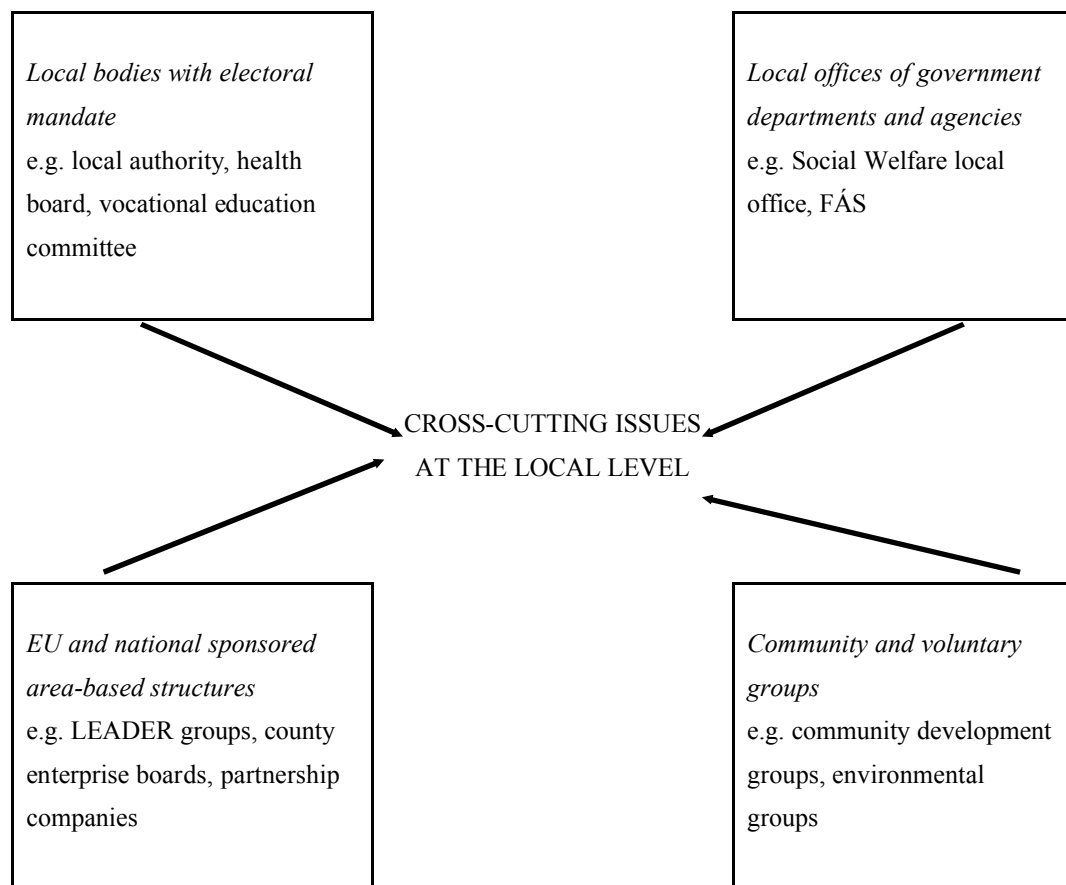 Local bodies with electoral
mandate
e.g. local authority, health
board, vocational education
committee
Local offices of government
departments and agencies
e.g. Social Welfare local
office, FÁS
CROSS-CUTTING ISSUES
AT THE LOCAL LEVEL
EU and national sponsored
area-based structures
e.g. LEADER groups, county
enterprise boards, partnership
companies
Community and voluntary
groups
e.g. community development
groups, environmental
groups